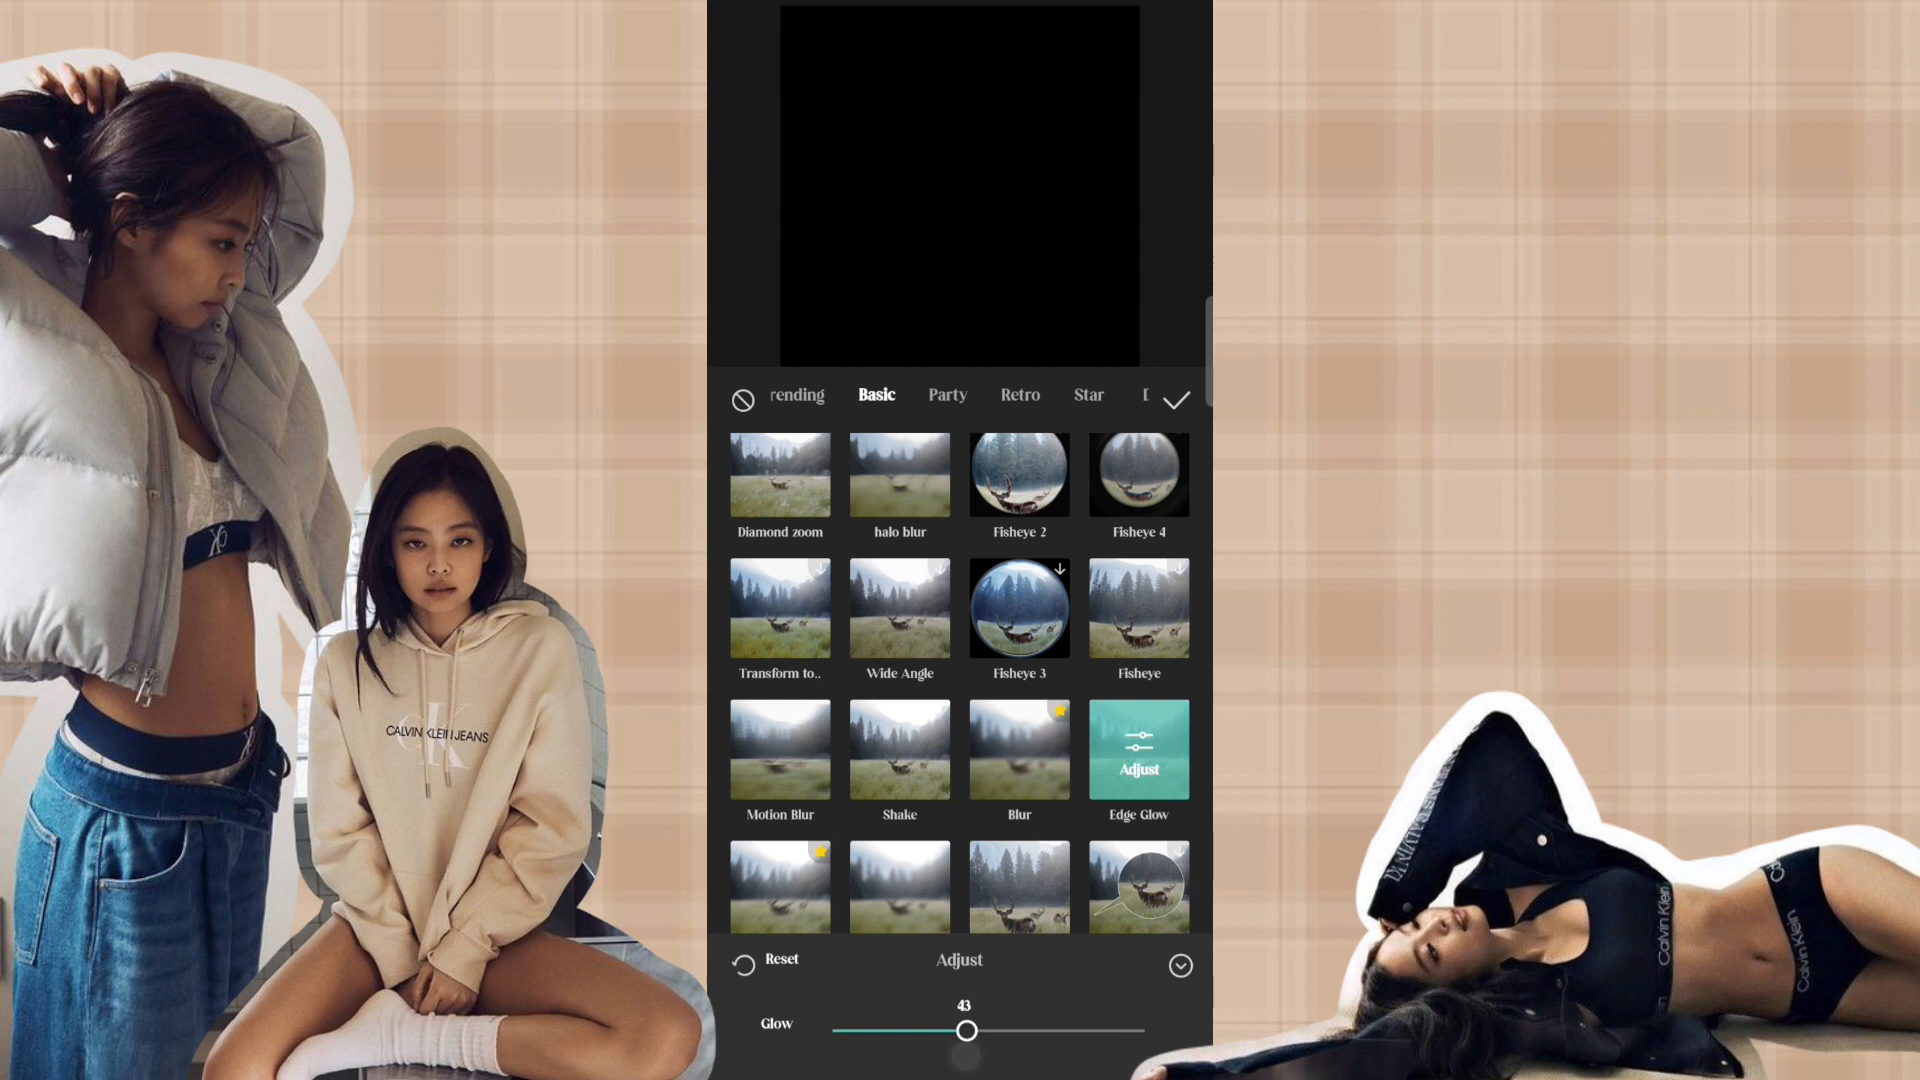 rending Basic Party Retro Star
Diamond zoom halo blur Fisheye 2 Fisheye 4
Transform to.. Wide Angle Fisheye 3 Fisheye
Adjust
Motion Blur Shake Blur Edge Glow
Reset Adjust
43
Glow
CK
CALVIN KLEIN JEANS
CK
Calvin Klein
Calvin Klein